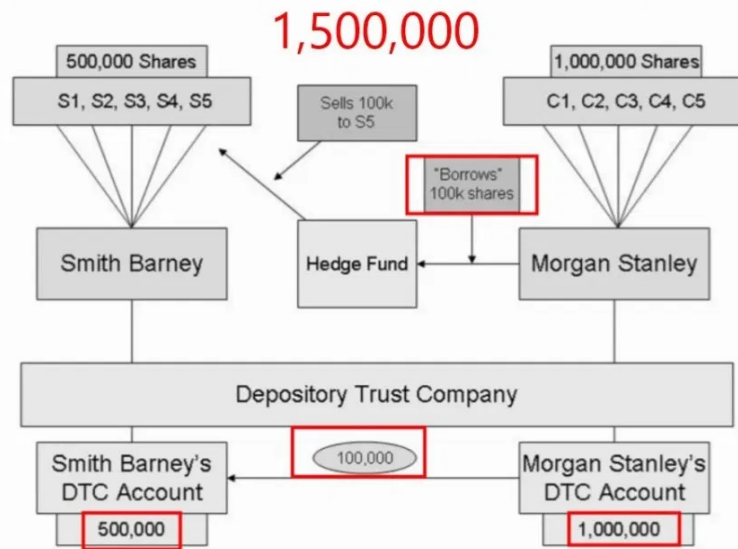 1,500,000
500,000 Shares
S1, S2, S3, S4, S5
Sells 100k
to S5
1,000,000 Shares
C1, C2, C3, C4, C5
"Borrows"
100k shares
Smith Barney
Hedge Fund
Morgan Stanley
Depository Trust Company
Smith Barney's
DTC Account
500,000
100,000
Morgan Stanley's
DTC Account
1,000,000